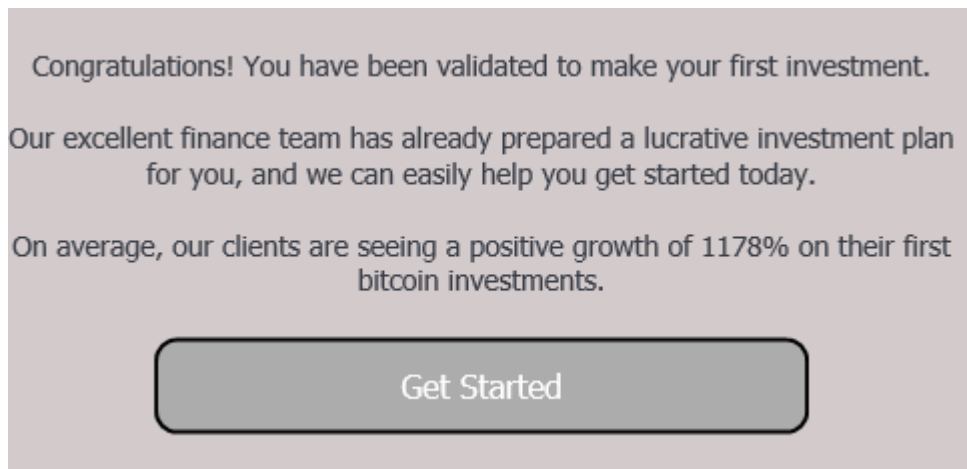 Congratulations! You have been validated to make your first investment.
Our excellent finance team has already prepared a lucrative investment plan
for you, and we can easily help you get started today.
On average, our clients are seeing a positive growth of 1178% on their first
bitcoin investments.
Get Started